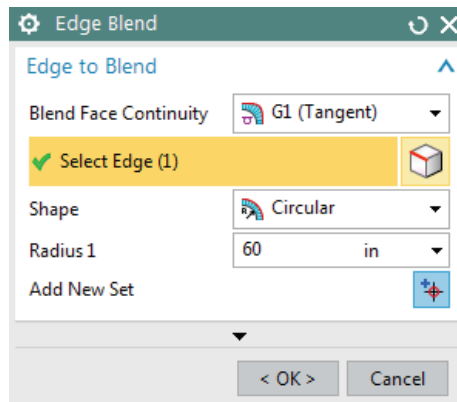 Edge Blend
Edge to Blend
Blend Face Continuity G1 (Tangent)
Select Edge (1)
Shape Circular
Radius 1 60 in
Add New Set
< OK > Cancel